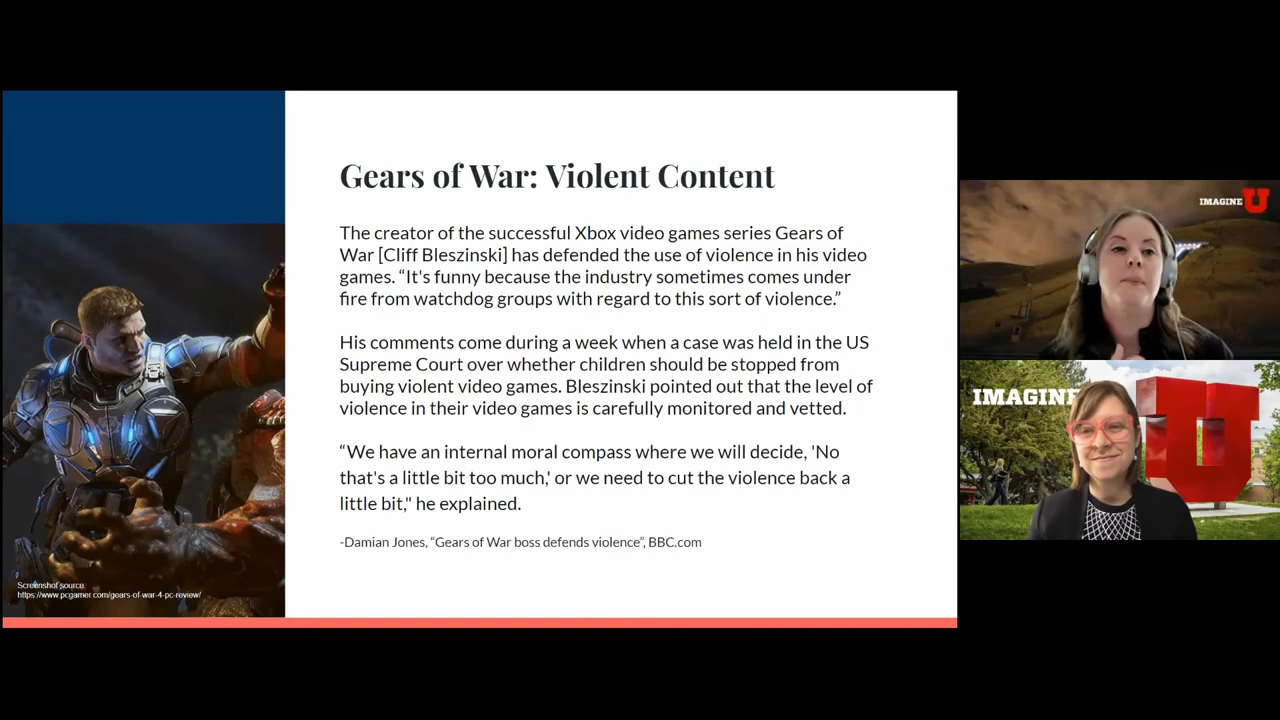 Gears of War: Violent Content
The creator of the successful Xbox video games series Gears of
War [Cliff Bleszinski] has defended the use of violence in his video
games. “It's funny because the industry sometimes comes under
fire from watchdog groups with regard to this sort of violence.”
His comments come during a week when a case was held in the US
Supreme Court over whether children should be stopped from
buying violent video games. Bleszinski pointed out that the level of
violence in their video games is carefully monitored and vetted.
“We have an internal moral compass where we will decide, 'No
that's a little bit too much,' or we need to cut the violence back a
little bit," he explained.
-Damian Jones, “Gears of War boss defends violence”, BBC.com
Screenshot source:
https://www.pcgamer.com/gears-of-war-4-pc-review/
IMAGINE U
IMAGINE U